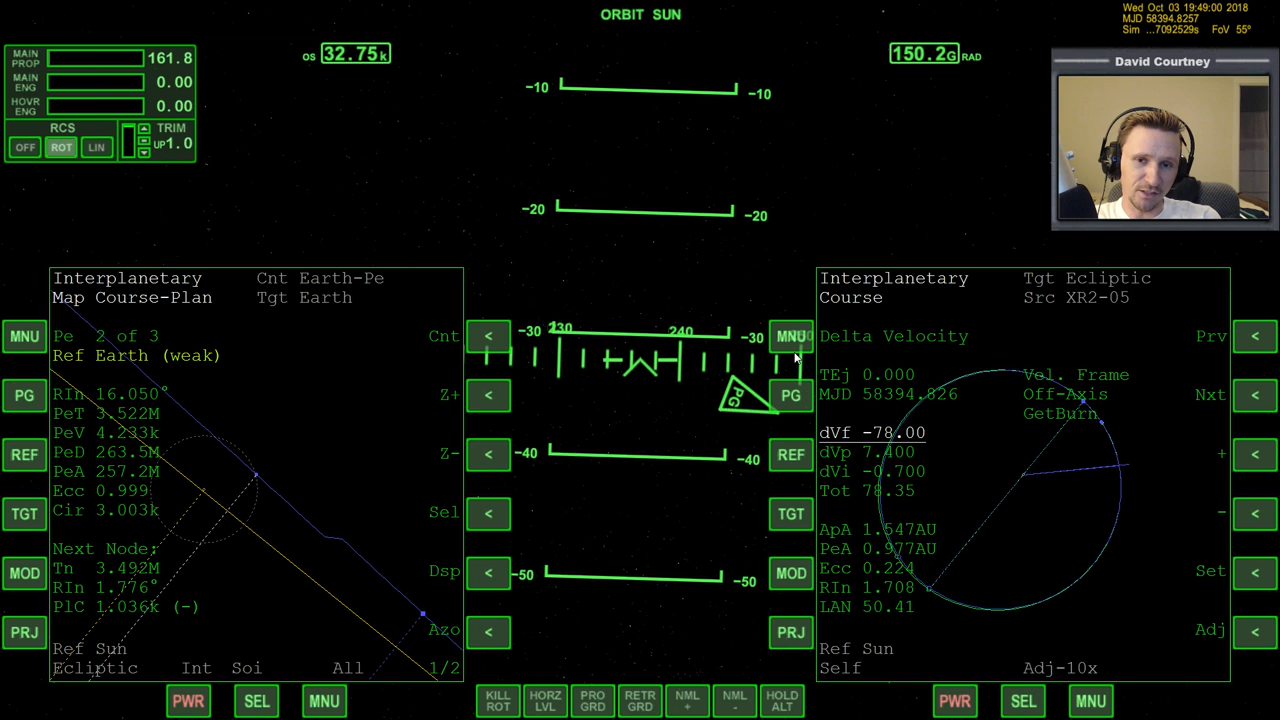 ORBIT SUN
Wed Oct 03 19:49:00 2018
MJD 58394.8257
Sim ...7092529s FoV 55°
David Courtney
MAIN PROP 161.8
MAIN ENG 0.00
HOVR ENG 0.00
RCS
TRIM
OFF ROT LIN UP 1.0
OS 32.75k
150.2G RAD
-10 -10
-20 -20
-30 230 240 -30
-40 -40
-50 -50
PG
Interplanetary Cnt Earth-Pe
Map Course-Plan Tgt Earth
Pe 2 of 3
Ref Earth (weak)
RIn 16.050°
PeT 3.522M
PeV 4.233k
PeD 263.5M
PeA 257.2M
Ecc 0.999
Cir 3.003k
Next Node:
Tn 3.492M
RIn 1.776°
PlC 1.036k (-)
Ref Sun
Ecliptic Int Soi All 1/2
MNU
PG
REF
TGT
MOD
PRJ
Cnt <
Z+ <
Z- <
Sel <
Dsp <
Azo <
PWR SEL MNU
KILL ROT
HORZ LVL
PRO GRD
RETR GRD
NML +
NML -
HOLD ALT
Interplanetary Tgt Ecliptic
Course Src XR2-05
Delta Velocity
TEj 0.000 Vel. Frame
MJD 58394.826 Off-Axis
GetBurn
dVf -78.00
dVp 7.400
dVi -0.700
Tot 78.35
ApA 1.547AU
PeA 0.977AU
Ecc 0.224
RIn 1.708
LAN 50.41
Ref Sun
Self Adj-10x
MNU
PG
REF
TGT
MOD
PRJ
Prv <
Nxt <
+ <
- <
Set <
Adj <
PWR SEL MNU